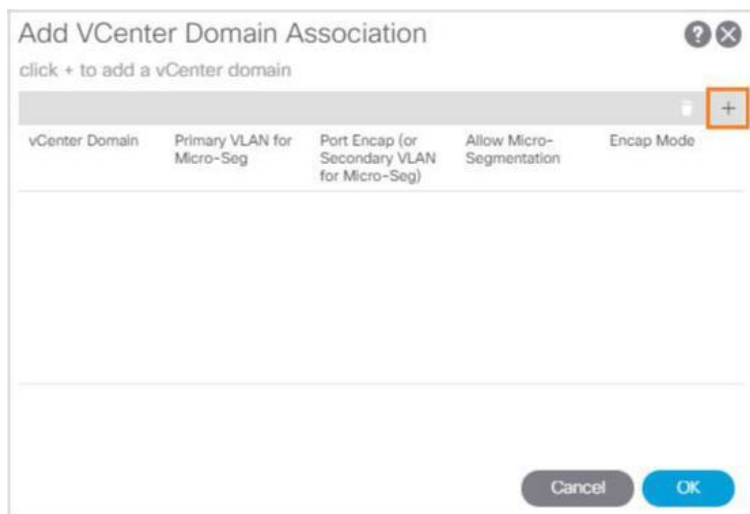 Add VCenter Domain Association
?
click + to add a vCenter domain
+
vCenter Domain
Primary VLAN for
Micro-Seg
Port Encap (or
Secondary VLAN
for Micro-Seg)
Allow Micro-
Segmentation
Encap Mode
Cancel
OK